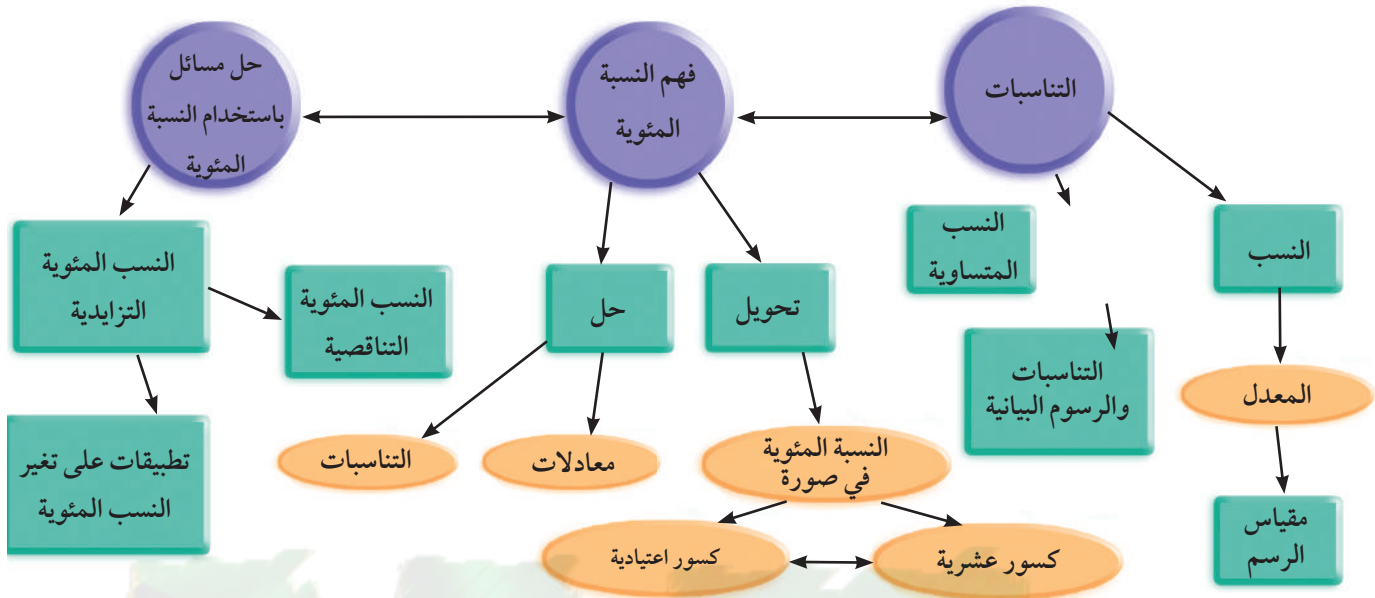 التناسبات
فهم النسبة
المئوية
حل مسائل
باستخدام النسبة
المئوية
النسب
النسب
المتساوية
تحويل
حل
النسب المئوية
التناقصية
النسب المئوية
التزايدية
المعدل
التناسبات
والرسوم البيانية
النسبة المئوية
في صورة
معادلات
التناسبات
تطبيقات على تغير
النسب المئوية
مقياس
الرسم
كسور عشرية
كسور اعتيادية